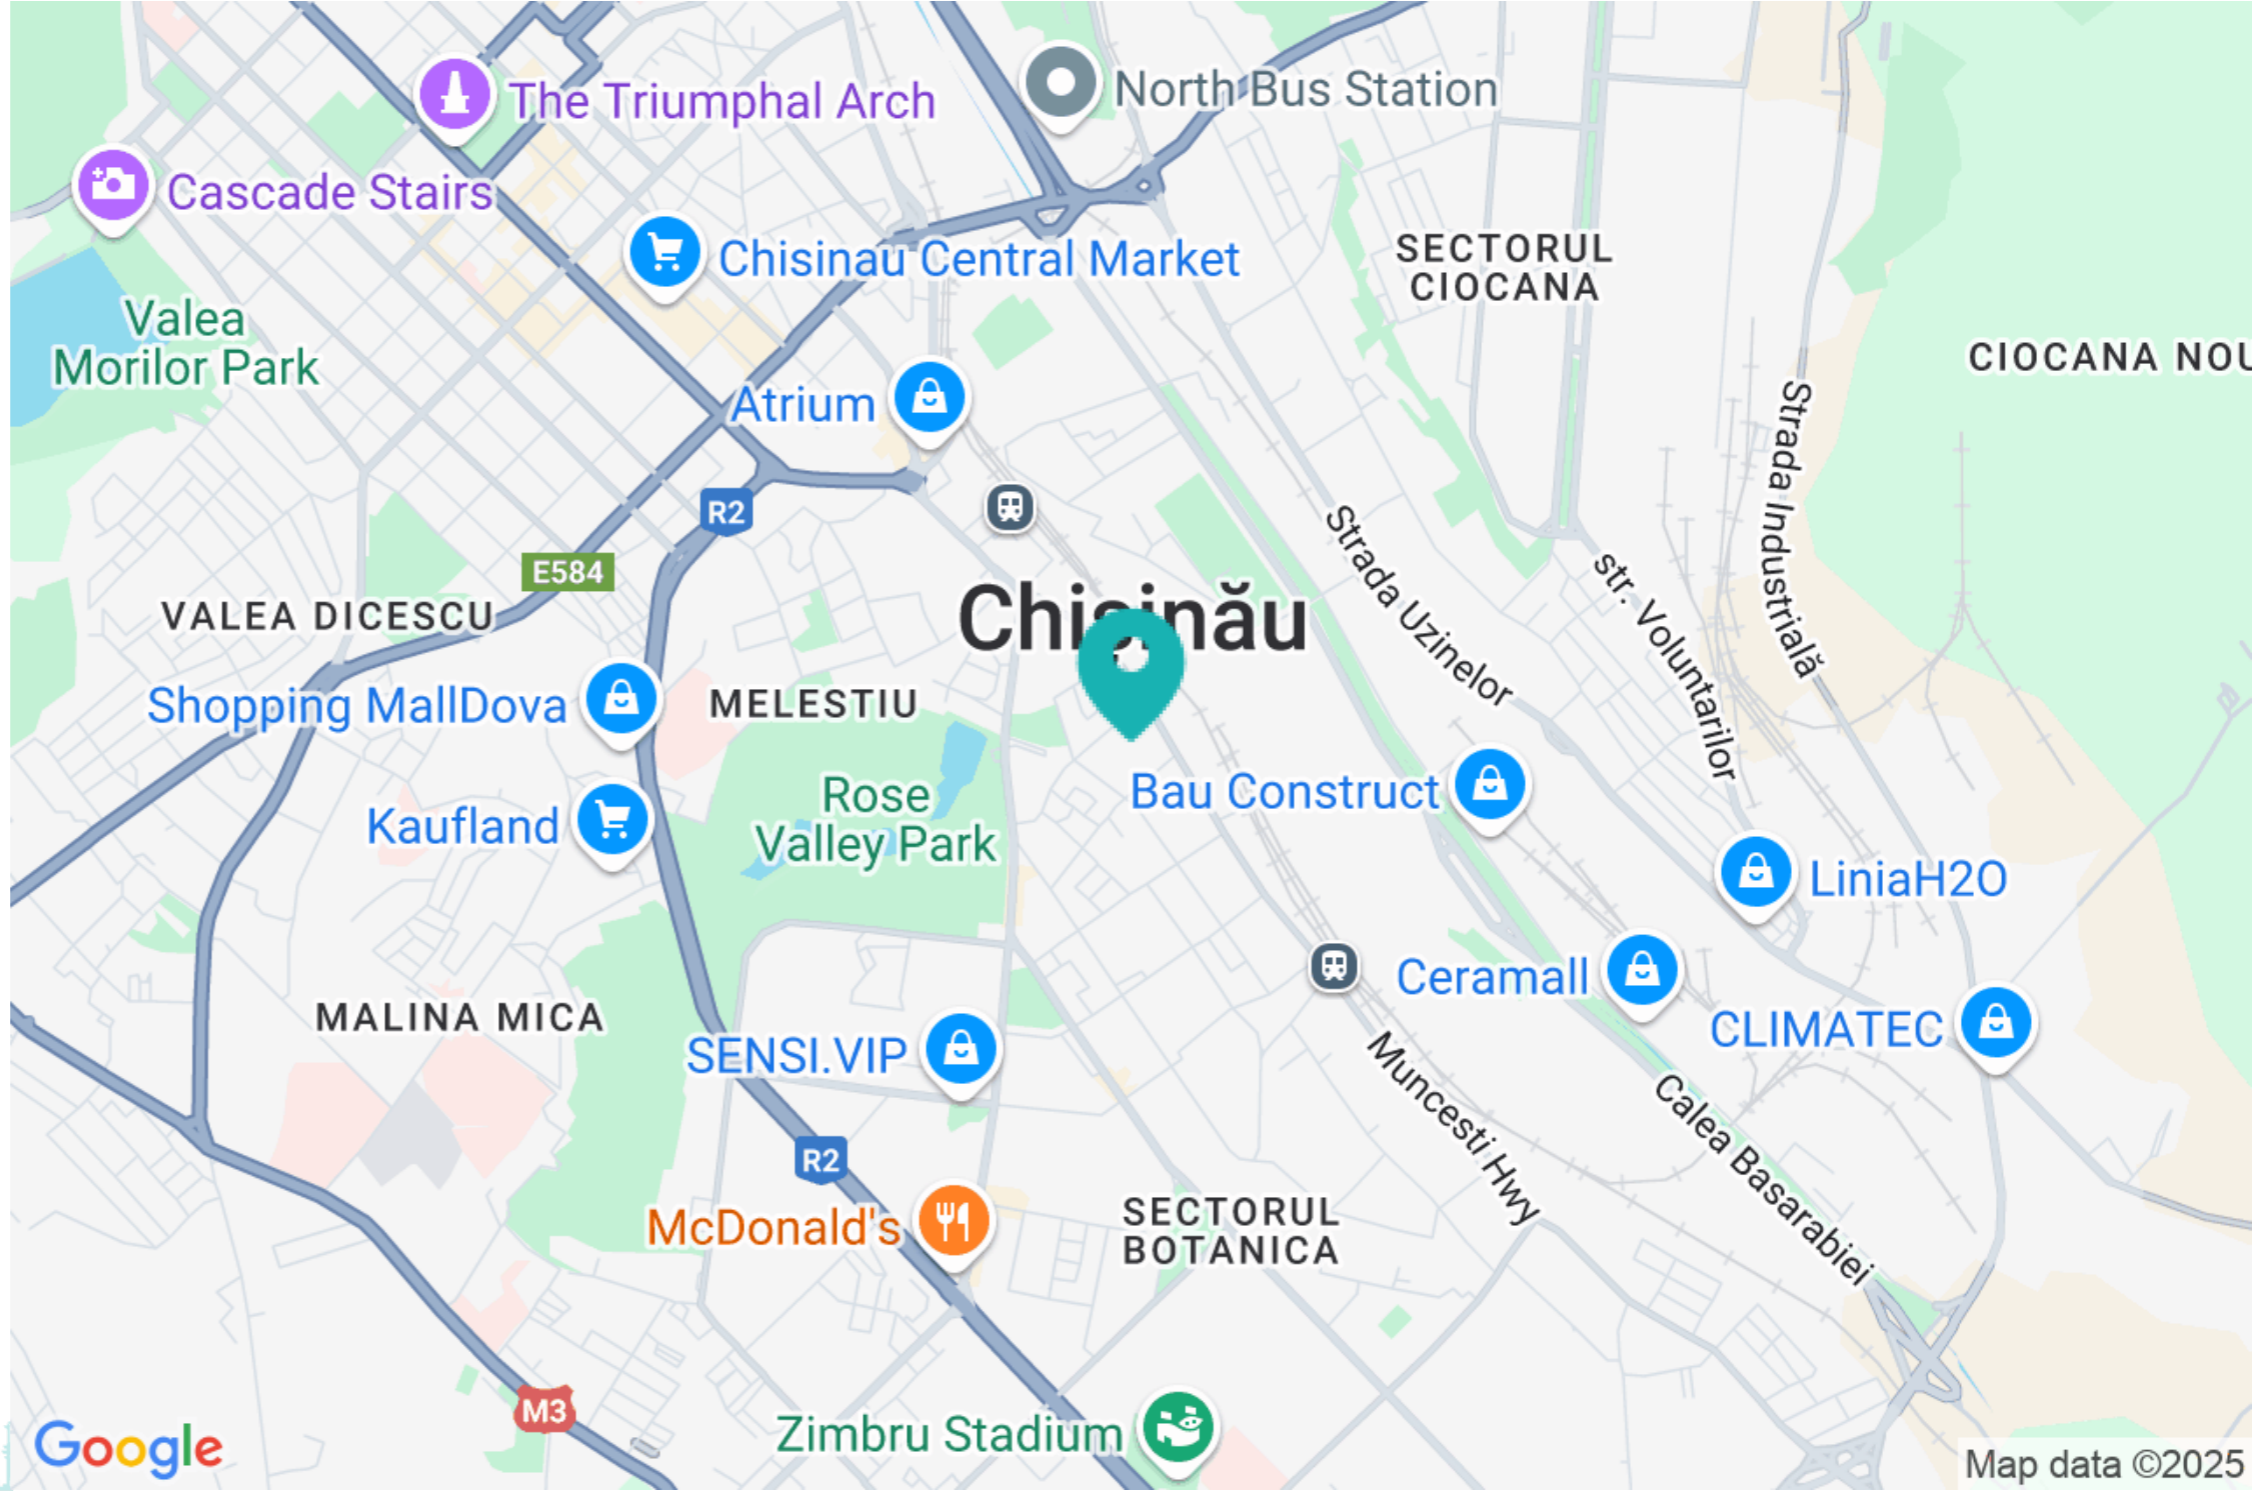 The Triumphal Arch
North Bus Station
Cascade Stairs
Chisinau Central Market
SECTORUL
CIOCANA
Valea
Morilor Park
CIOCANA NOU
Atrium
Strada Industrială
R2
Strada Uzinelor
str. Voluntarilor
E584
Chișinău
VALEA DICESCU
Shopping MallDova
MELESTIU
Bau Construct
Rose
Valley Park
Kaufland
LiniaH2O
Ceramall
MALINA MICA
CLIMATEC
SENSI.VIP
Muncesti Hwy
Calea Basarabiei
R2
McDonald's
SECTORUL
BOTANICA
M3
Zimbru Stadium
Google
Map data ©2025